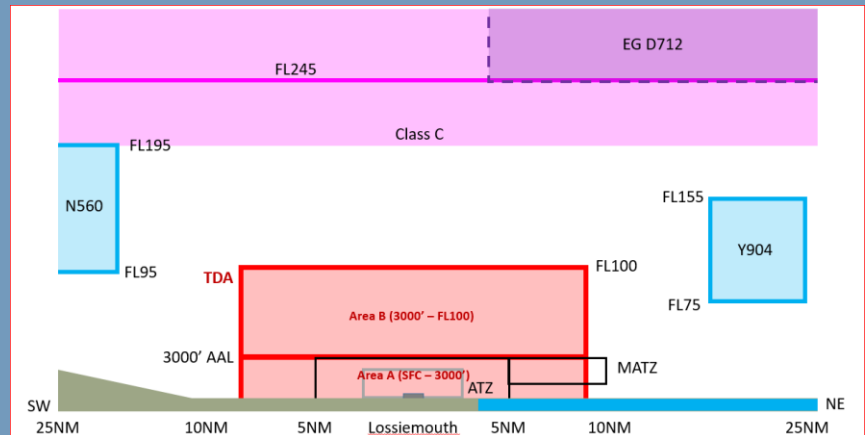 EG D712
FL245
Class C
FL195
N560
FL155
Y904
FL95
TDA
FL100
FL75
Area B (3000’ – FL100)
3000’ AAL
MATZ
Area A (SFC – 3000’)
ATZ
SW
NE
25NM
10NM
5NM
Lossiemouth
5NM
10NM
25NM